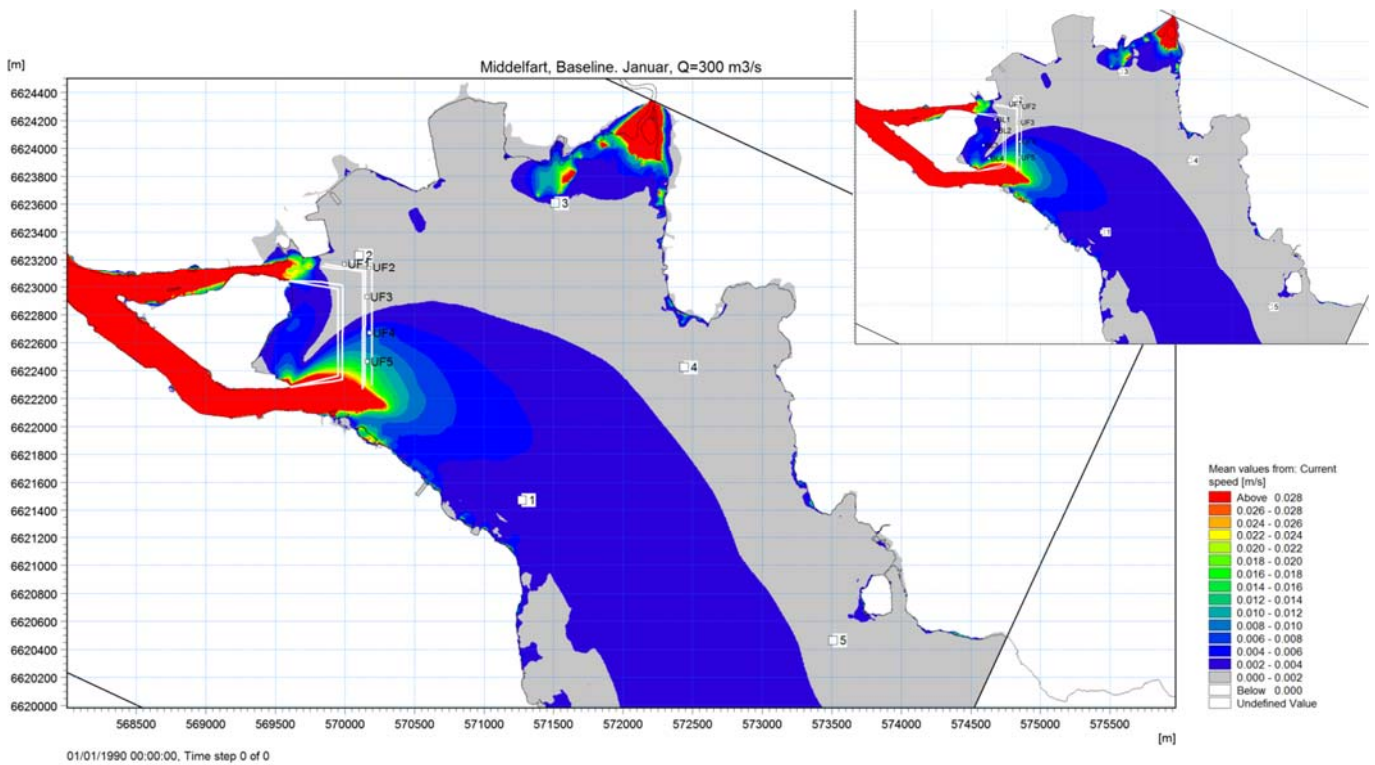 [m]
Middelfart, Baseline. Januar, Q=300 m3/s
6624400
6624200
6624000
6623800
6623600
6623400
6623200
6623000
6622800
6622600
6622400
6622200
6622000
6621800
6621600
6621400
6621200
6621000
6620800
6620600
6620400
6620200
6620000
3
2
UF1
UF2
UF3
UF4
UF5
4
1
5
568500
569000
569500
570000
570500
571000
571500
572000
572500
573000
573500
574000
574500
575000
575500
[m]
3
UF2
UF3
UF5
4
1
5
Mean values from: Current
speed [m/s]
Above 0.028
0.026 - 0.028
0.024 - 0.026
0.022 - 0.024
0.020 - 0.022
0.018 - 0.020
0.016 - 0.018
0.014 - 0.016
0.012 - 0.014
0.010 - 0.012
0.008 - 0.010
0.006 - 0.008
0.004 - 0.006
0.002 - 0.004
0.000 - 0.002
Below 0.000
Undefined Value
01/01/1990 00:00:00, Time step 0 of 0